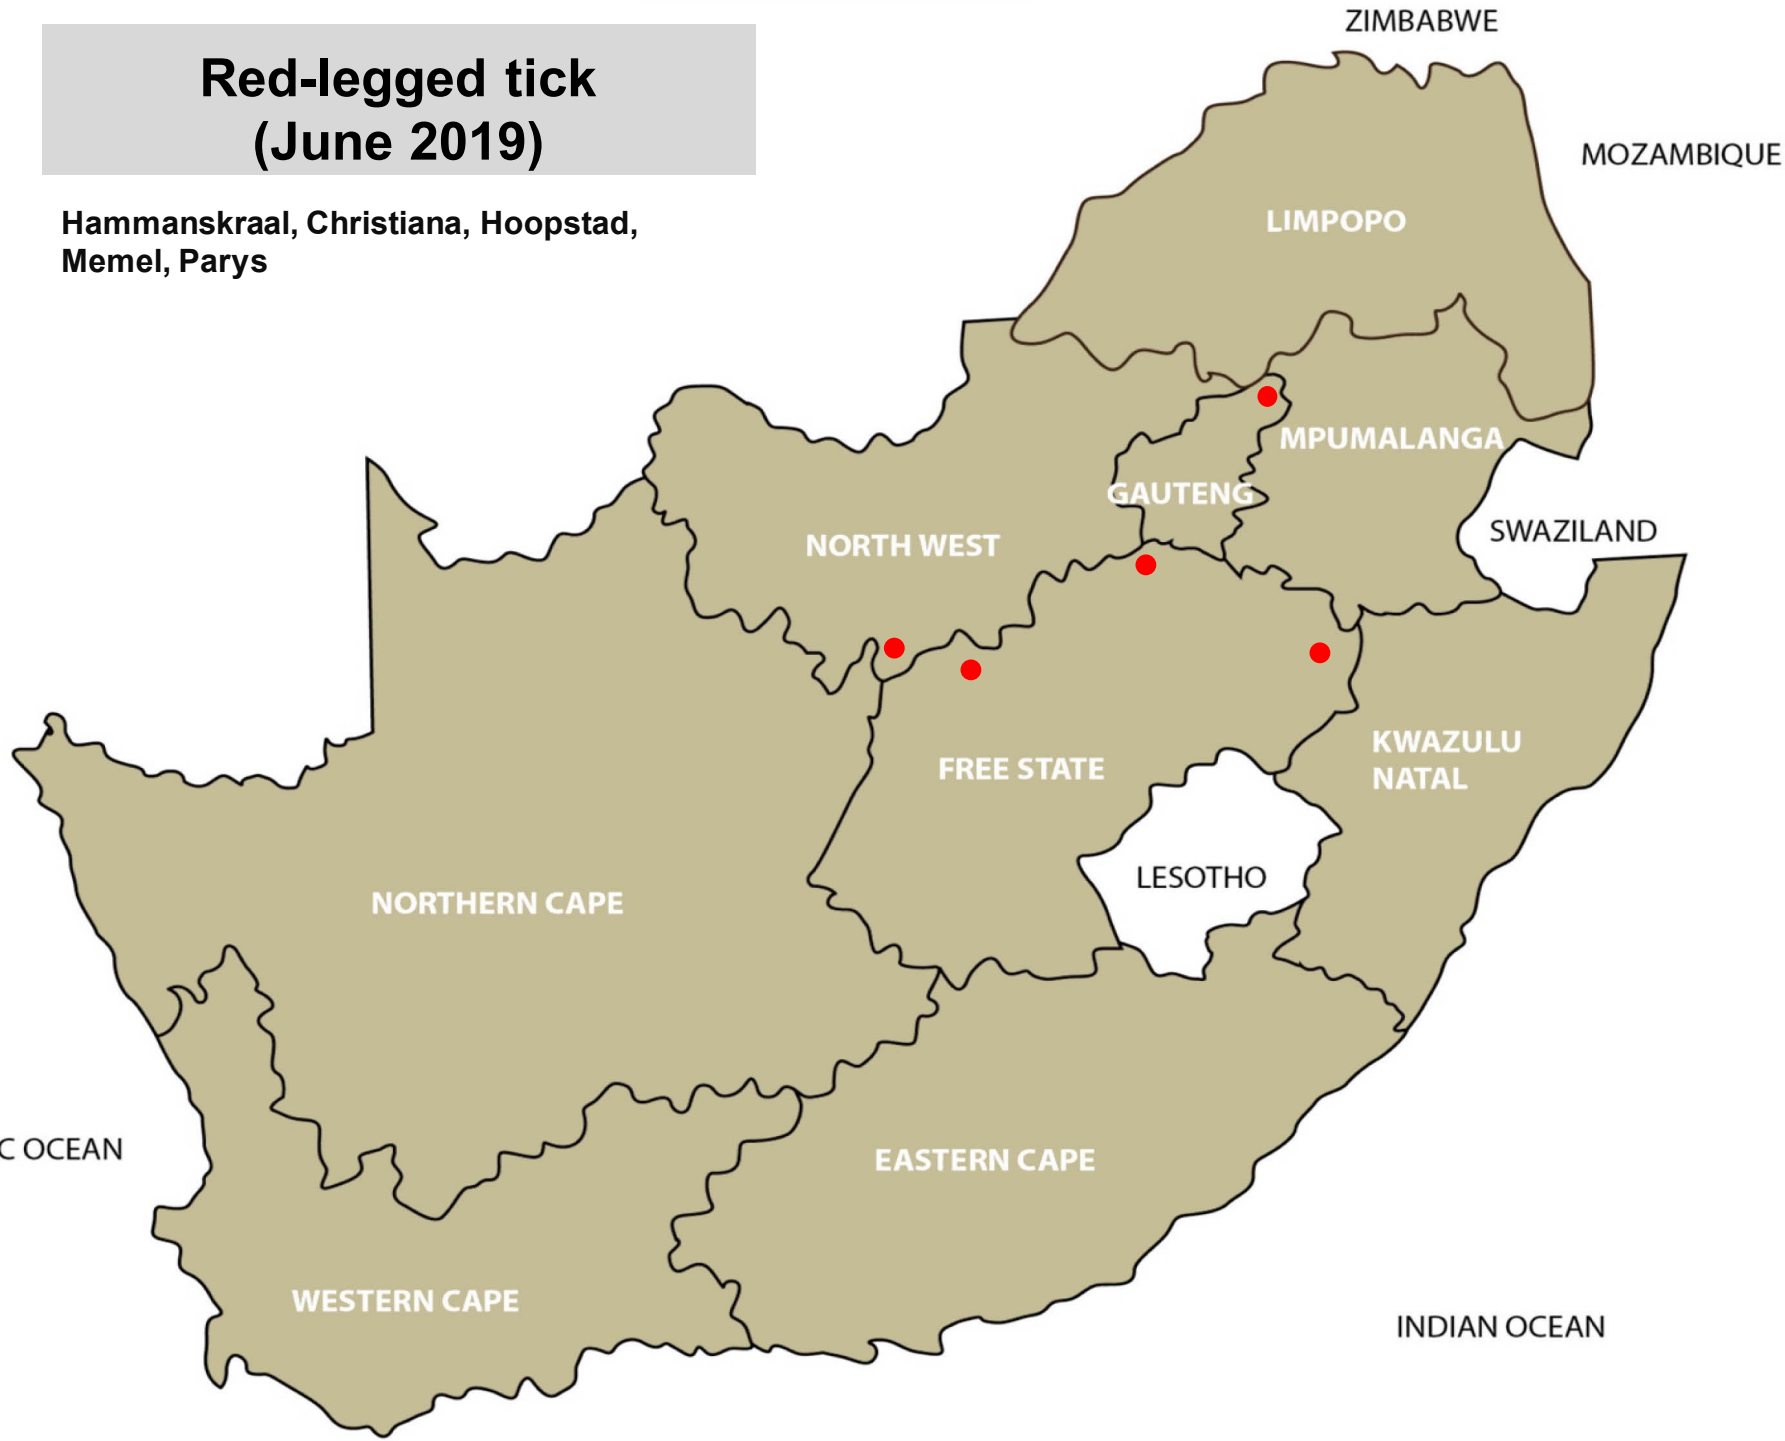 Red-legged tick
(June 2019)
Hammanskraal, Christiana, Hoopstad,
Memel, Parys
ZIMBABWE
MOZAMBIQUE
LIMPOPO
MPUMALANGA
GAUTENG
SWAZILAND
NORTH WEST
KWAZULU
NATAL
FREE STATE
LESOTHO
NORTHERN CAPE
C OCEAN
EASTERN CAPE
WESTERN CAPE
INDIAN OCEAN